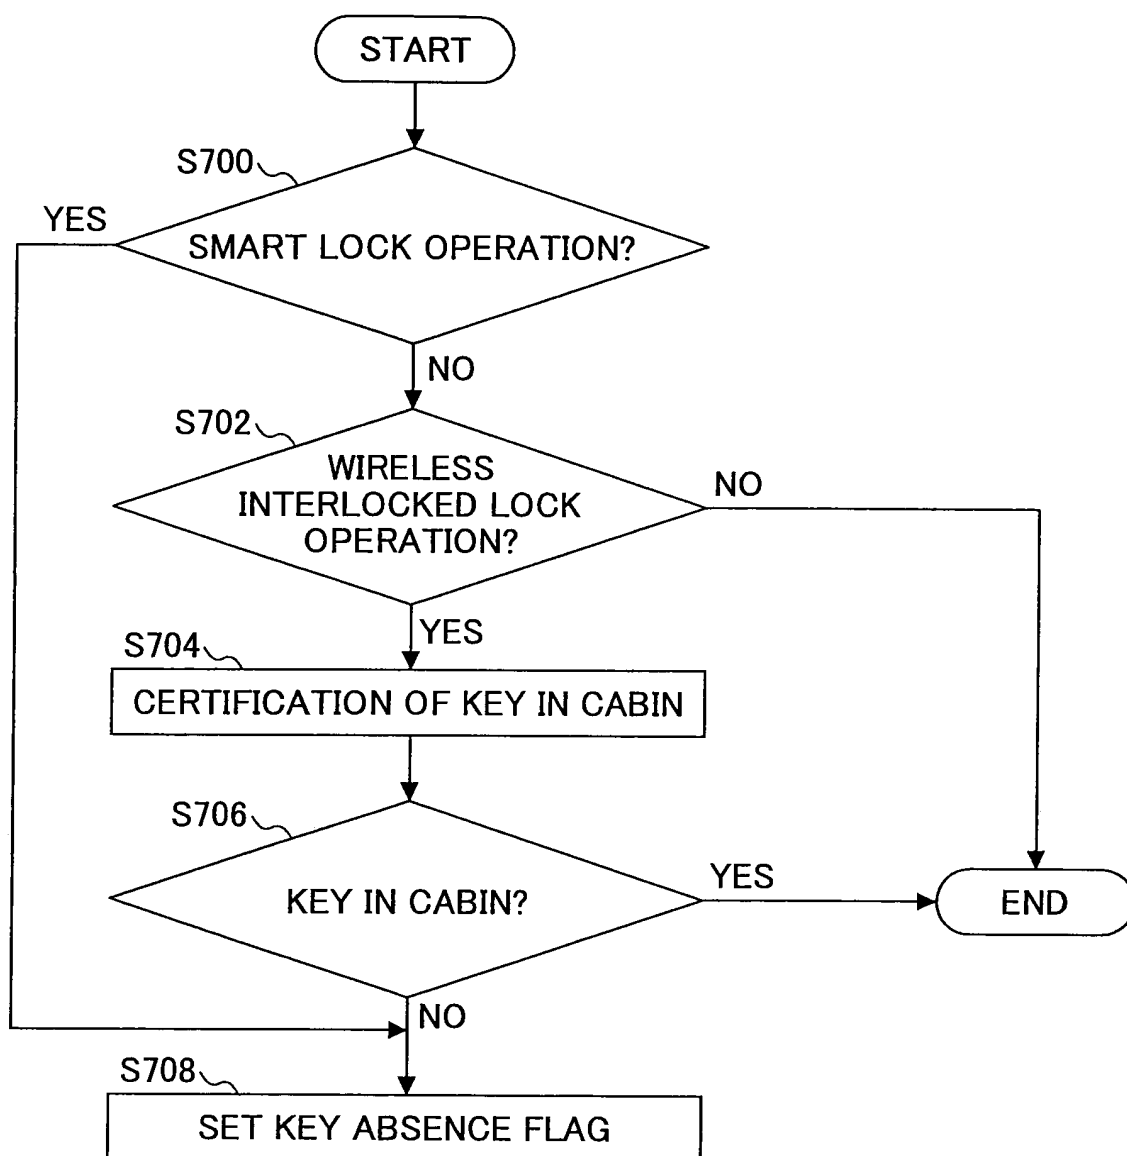 START
S700
YES
SMART LOCK OPERATION?
NO
S702
WIRELESS
INTERLOCKED LOCK
OPERATION?
NO
YES
S704
CERTIFICATION OF KEY IN CABIN
S706
KEY IN CABIN?
YES
END
NO
S708
SET KEY ABSENCE FLAG